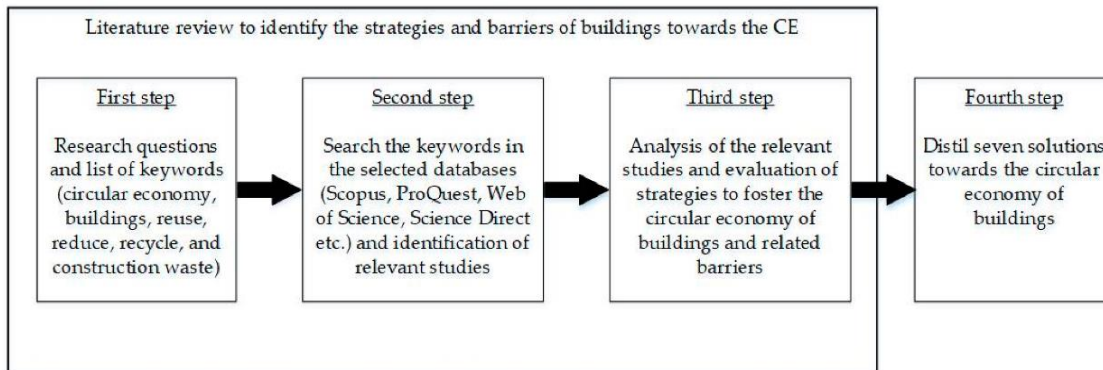 Literature review to identify the strategies and barriers of buildings towards the CE
First step
Research questions
and list of keywords
(circular economy,
buildings, reuse,
reduce, recycle, and
construction waste)
Second step
Search the keywords in
the selected databases
(Scopus, ProQuest, Web
of Science, Science Direct
etc.) and identification of
relevant studies
Third step
Analysis of the relevant
studies and evaluation of
strategies to foster the
circular economy of
buildings and related
barriers
Fourth step
Distil seven solutions
towards the circular
economy of
buildings